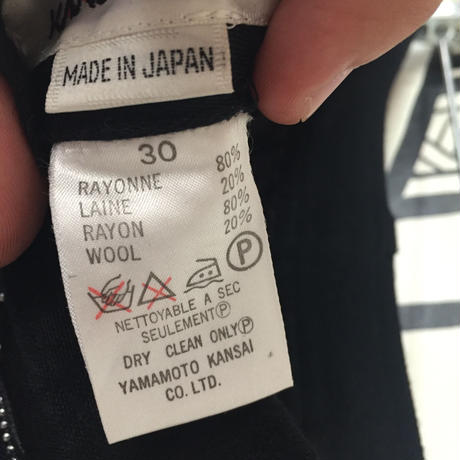 MADE IN JAPAN
30
RAYONNE 80%
LAINE 20%
RAYON 80%
WOOL 20%
P
NETTOYABLE A SEC
SEULEMENT Ⓟ
DRY CLEAN ONLY Ⓟ
YAMAMOTO KANSAI
CO. LTD.